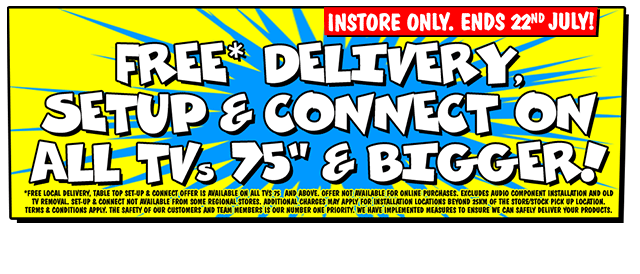 INSTORE ONLY. ENDS 22ND JULY!
FREE* DELIVERY,
SETUP & CONNECT ON
ALL TVs 75" & BIGGER!
*FREE LOCAL DELIVERY, TABLE TOP SET-UP & CONNECT OFFER IS AVAILABLE ON ALL TVS 75 AND ABOVE. OFFER NOT AVAILABLE FOR ONLINE PURCHASES. EXCLUDES AUDIO COMPONENT INSTALLATION AND OLD
TV REMOVAL. SET-UP & CONNECT NOT AVAILABLE FROM SOME REGIONAL STORES. ADDITIONAL CHARGES MAY APPLY FOR INSTALLATION LOCATIONS BEYOND 25KM OF THE STORE/STOCK PICK UP LOCATION.
TERMS & CONDITIONS APPLY. THE SAFETY OF OUR CUSTOMERS AND TEAM MEMBERS IS OUR NUMBER ONE PRIORITY. WE HAVE IMPLEMENTED MEASURES TO ENSURE WE CAN SAFELY DELIVER YOUR PRODUCTS.